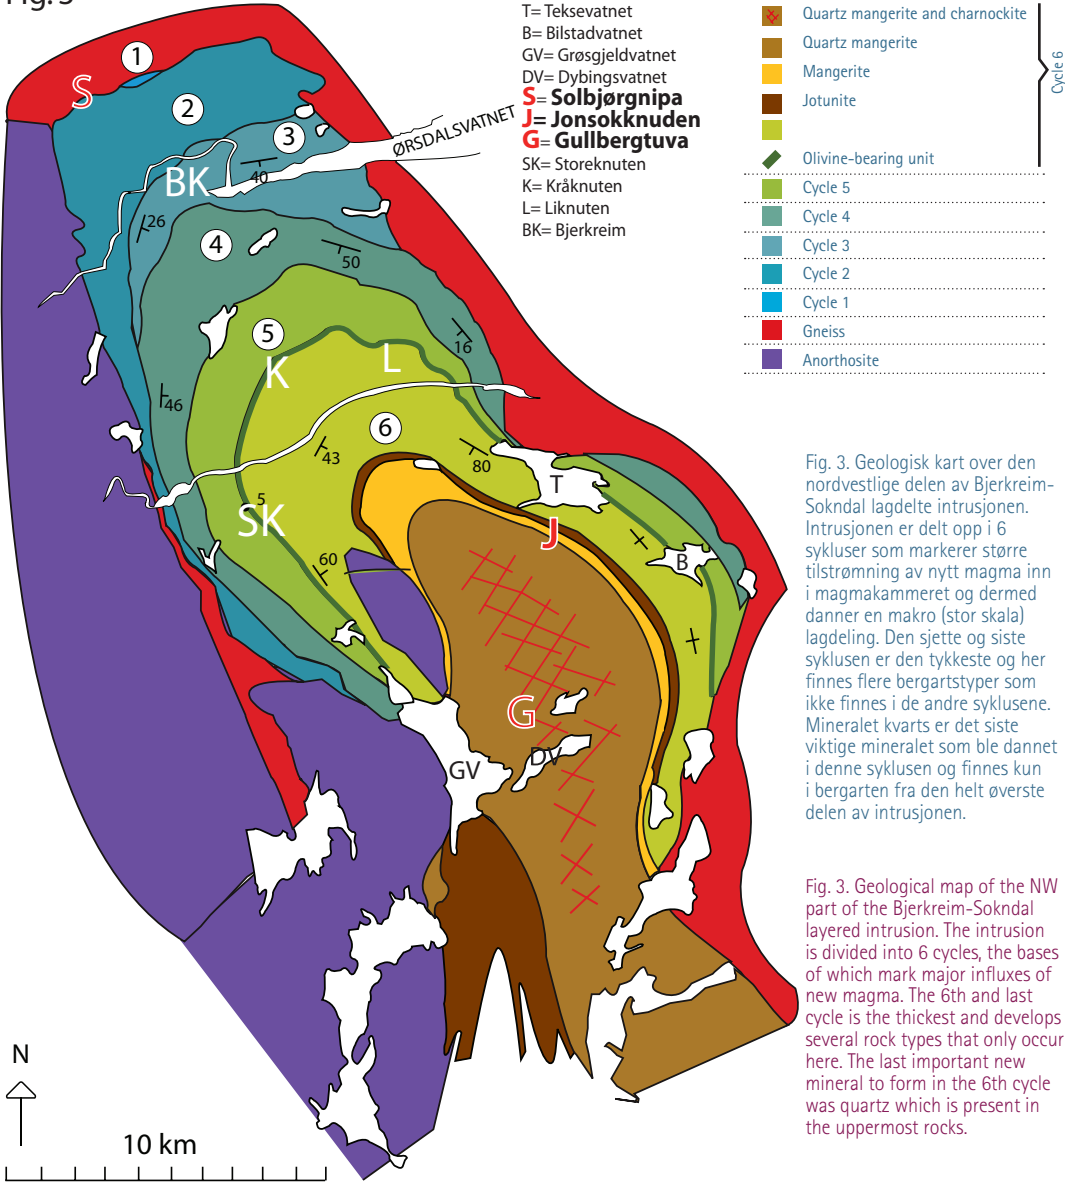 Fig. 3
T= Teksevatnet
B= Bilstadvatnet
GV= Grøsgjeldvatnet
DV= Dybingsvatnet
S= Solbjørgnipa
J= Jonsokknuden
G= Gullbergtuva
SK= Storeknuten
K= Kråknuten
L= Liknuten
BK= Bjerkreim
Quartz mangerite and charnockite
Quartz mangerite
Mangerite
Jotunite
Olivine-bearing unit
Cycle 6
Cycle 5
Cycle 4
Cycle 3
Cycle 2
Cycle 1
Gneiss
Anorthosite
1
S
2
3
ØRSDALSVATNET
BK
40
26
4
50
5
16
K
L
46
6
43
80
T
5
SK
J
60
B
G
DV
GV
N
10 km
Fig. 3. Geologisk kart over den
nordvestlige delen av Bjerkreim-
Sokndal lagdelte intrusjonen.
Intrusjonen er delt opp i 6
sykluser som markerer større
tilstrømning av nytt magma inn
i magmakammeret og dermed
danner en makro (stor skala)
lagdeling. Den sjette og siste
syklusen er den tykkeste og her
finnes flere bergartstyper som
ikke finnes i de andre syklusene.
Mineralet kvarts er det siste
viktige mineralet som ble dannet
i denne syklusen og finnes kun
i bergarten fra den helt øverste
delen av intrusjonen.
Fig. 3. Geological map of the NW
part of the Bjerkreim-Sokndal
layered intrusion. The intrusion
is divided into 6 cycles, the bases
of which mark major influxes of
new magma. The 6th and last
cycle is the thickest and develops
several rock types that only occur
here. The last important new
mineral to form in the 6th cycle
was quartz which is present in
the uppermost rocks.